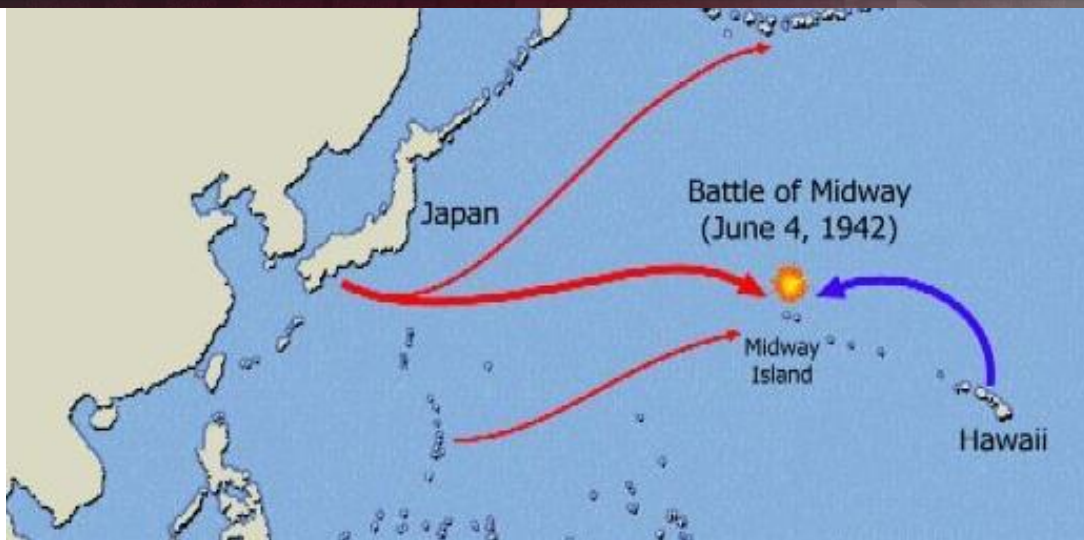 Japan
Battle of Midway
(June 4, 1942)
Midway
Island
Hawaii